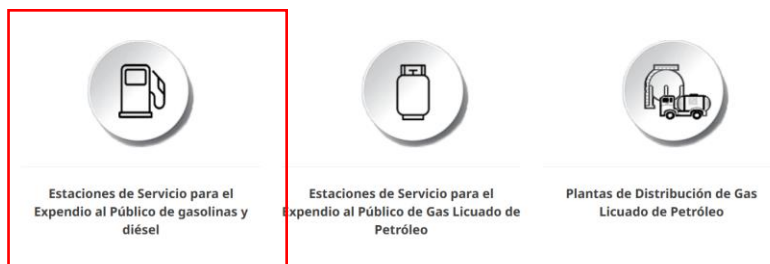 Estaciones de Servicio para el
Expendio al Público de gasolinas y
diésel
Estaciones de Servicio para el
Expendio al Público de Gas Licuado de
Petróleo
Plantas de Distribución de Gas
Licuado de Petróleo